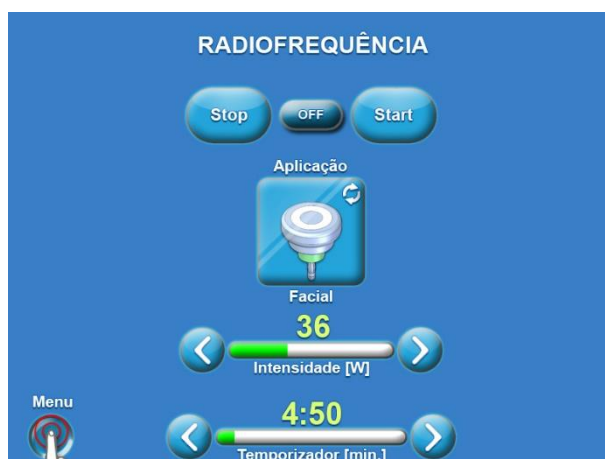 RADIOFREQUÊNCIA
Stop OFF Start
Aplicação
Facial
36
Intensidade [W]
Menu
4:50
Temporizador [min.]